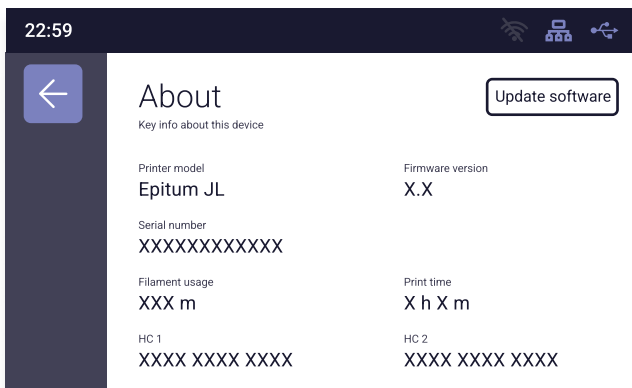 22:59
About
Update software
Key info about this device
Printer model
Firmware version
Epitum JL
X.X
Serial number
XXXXXXXXXXXX
Filament usage
Print time
XXX m
X h X m
HC 1
HC 2
XXXX XXXX XXXX
XXXX XXXX XXXX